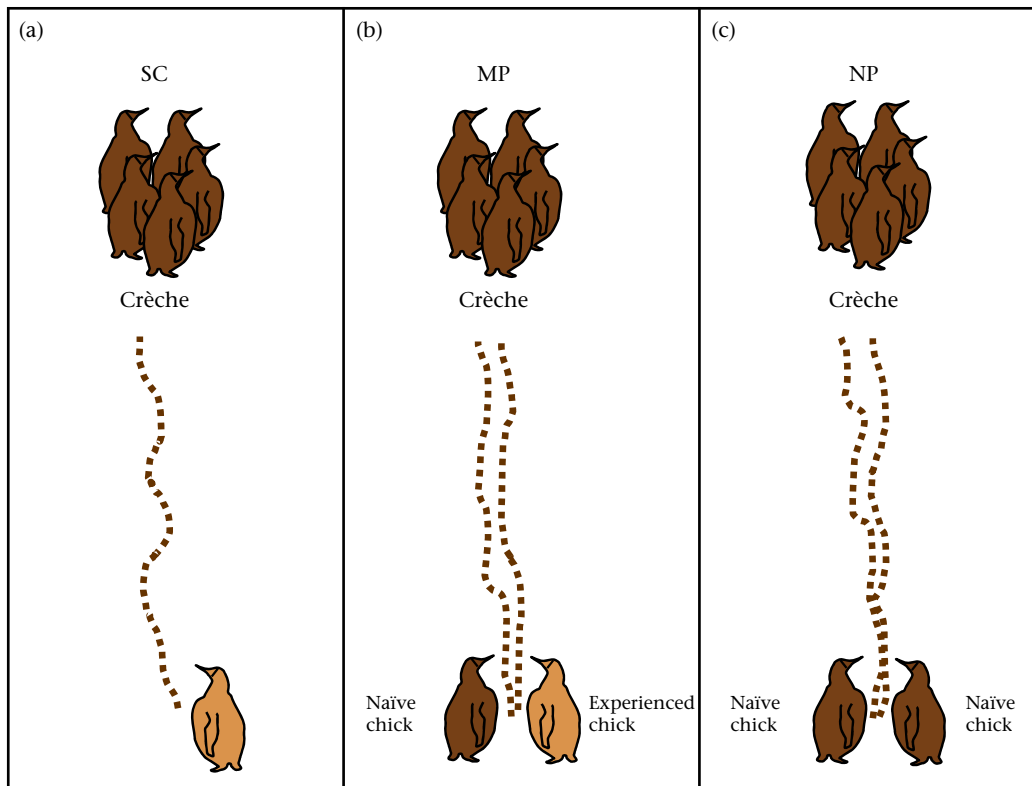 (a)
SC
Crèche
(b)
MP
Crèche
Naïve
chick
Experienced
chick
(c)
NP
Crèche
Naïve
chick
Naïve
chick